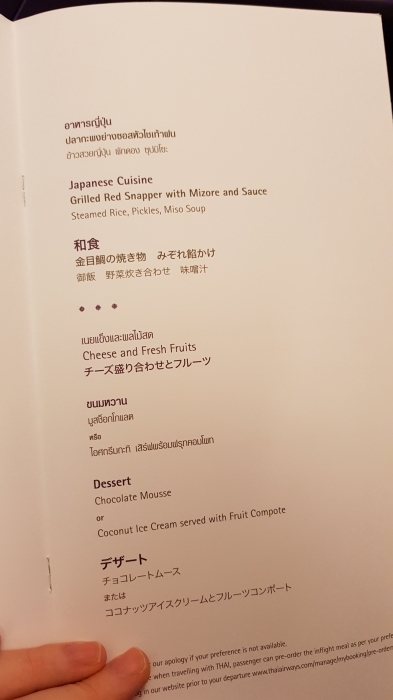 อาหารญี่ปุ่น
ปลากะพงย่างซอสหัวไชเท้าฝน
ข้าวสวยญี่ปุ่น ผักดอง ซุปมิโซะ
Japanese Cuisine
Grilled Red Snapper with Mizore and Sauce
Steamed Rice, Pickles, Miso Soup
和食
金目鯛の焼き物 みぞれ餡かけ
御飯 野菜炊き合わせ 味噌汁
เนยแข็งและผลไม้สด
Cheese and Fresh Fruits
チーズ盛り合わせとフルーツ
ขนมหวาน
มูสช็อกโกแลต
หรือ
ไอศกรีมกะทิ เสิร์ฟพร้อมฟรุทคอมโพท
Dessert
Chocolate Mousse
or
Coconut Ice Cream served with Fruit Compote
デザート
チョコレートムース
または
ココナッツアイスクリームとフルーツコンポート
our apology if your preference is not available.
when travelling with THAI, passenger can pre-order the inflight meal as per your
in our website prior to your departure www.thaiairways.com/manage/mybooking/